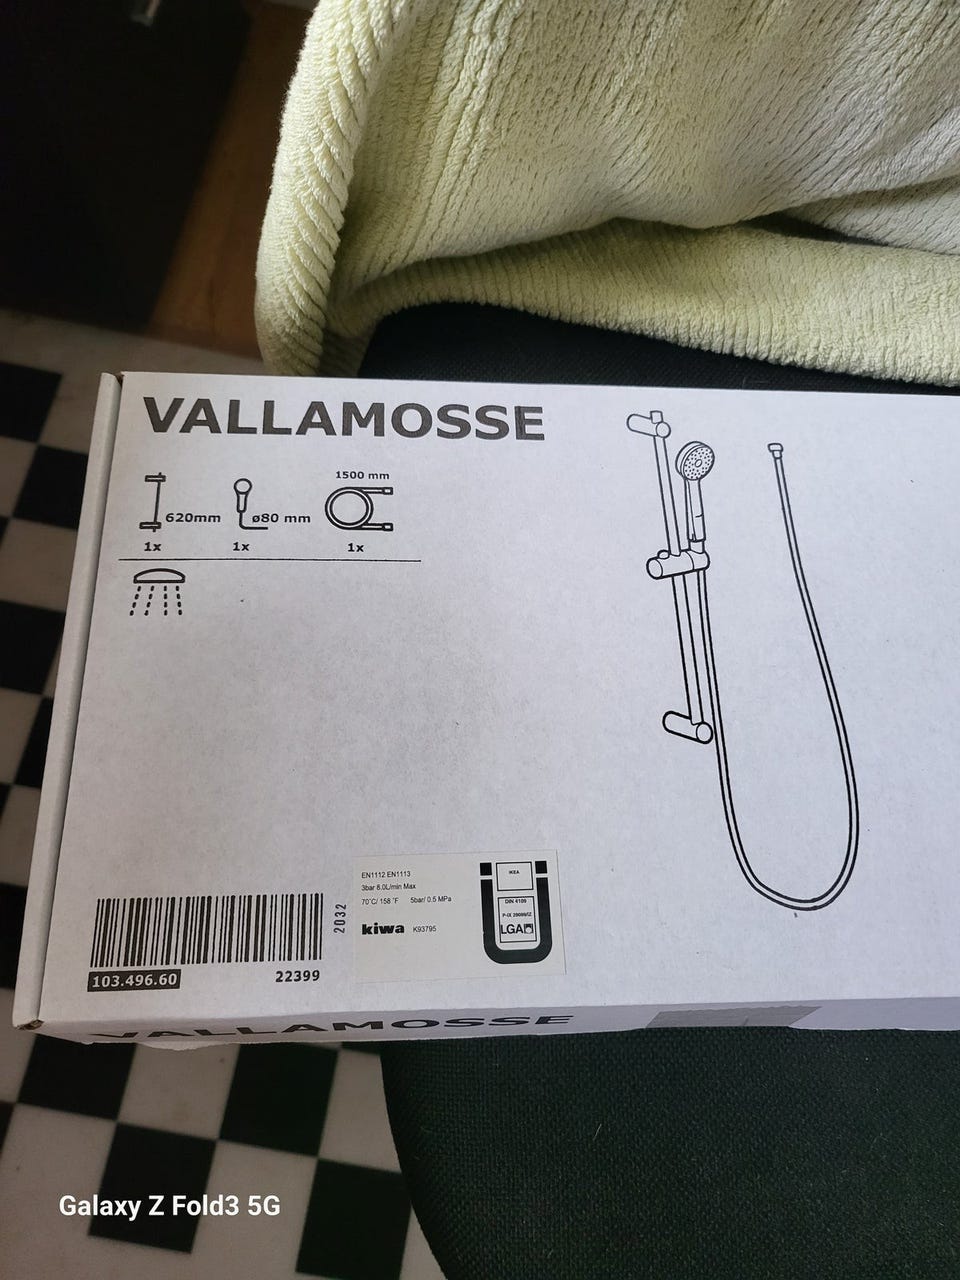 VALLAMOSSE
1500 mm
620mm
ø80 mm
1x 1x 1x
EN1112 EN1113
3bar 8.0L/min Max
70°C/ 158 °F 5bar/ 0.5 MPa
kiwa K93795
IKEA
DIN 4109
LGA
2032
103.496.60 22399
VALLAMOSSE
Galaxy Z Fold3 5G